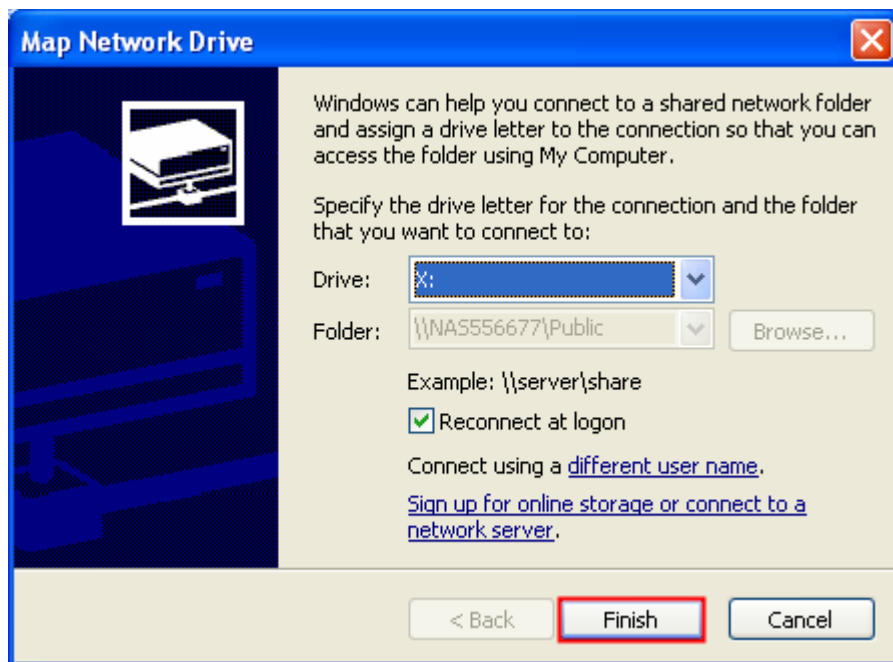 Map Network Drive
Windows can help you connect to a shared network folder
and assign a drive letter to the connection so that you can
access the folder using My Computer.
Specify the drive letter for the connection and the folder
that you want to connect to:
Drive: X:
Folder: \\NAS556677\Public Browse...
Example: \\server\share
Reconnect at logon
Connect using a different user name.
Sign up for online storage or connect to a
network server.
< Back Finish Cancel